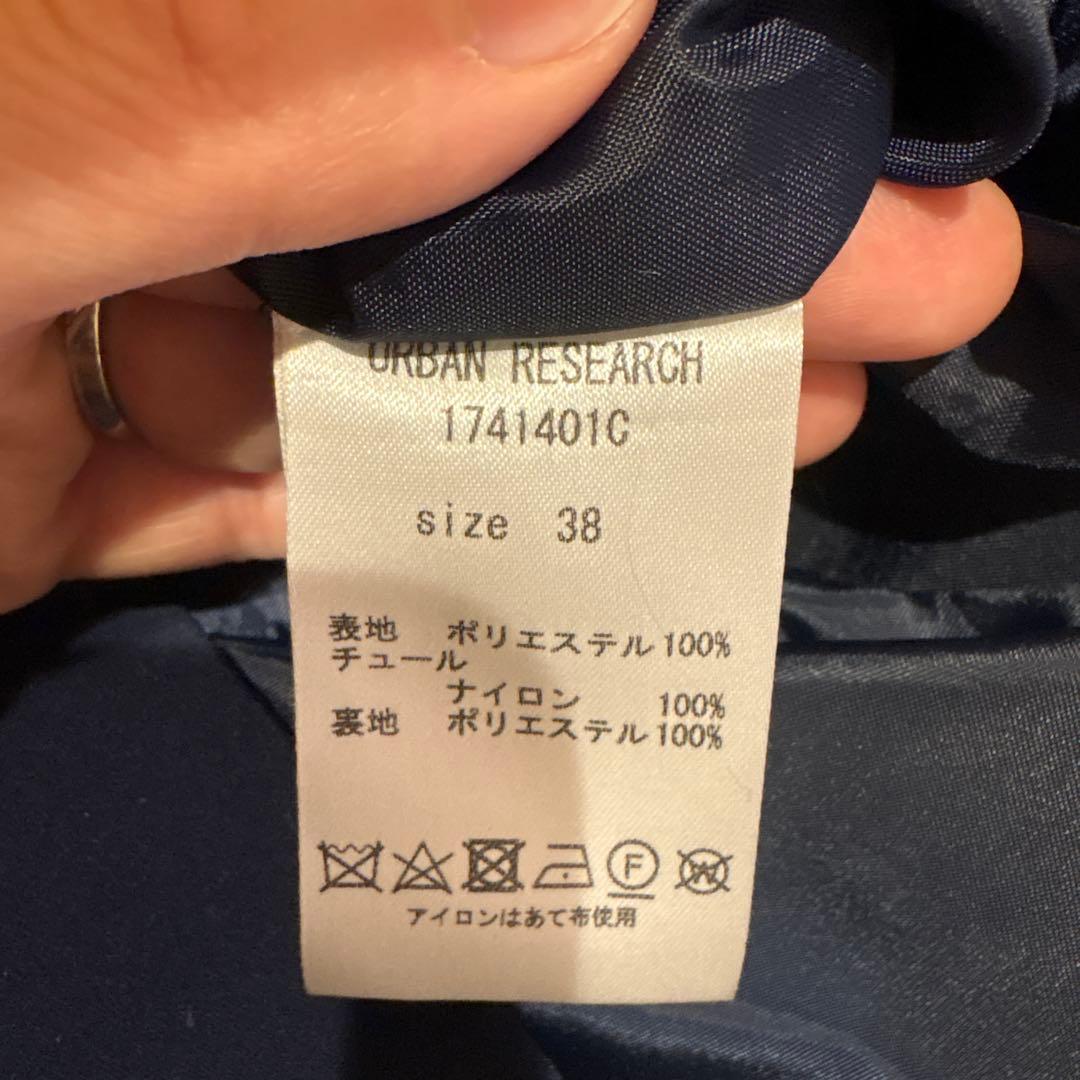 URBAN RESEARCH
1741401C
size 38
表地 ポリエステル 100%
チュール
ナイロン 100%
裏地 ポリエステル 100%
F W
アイロンはあて布使用